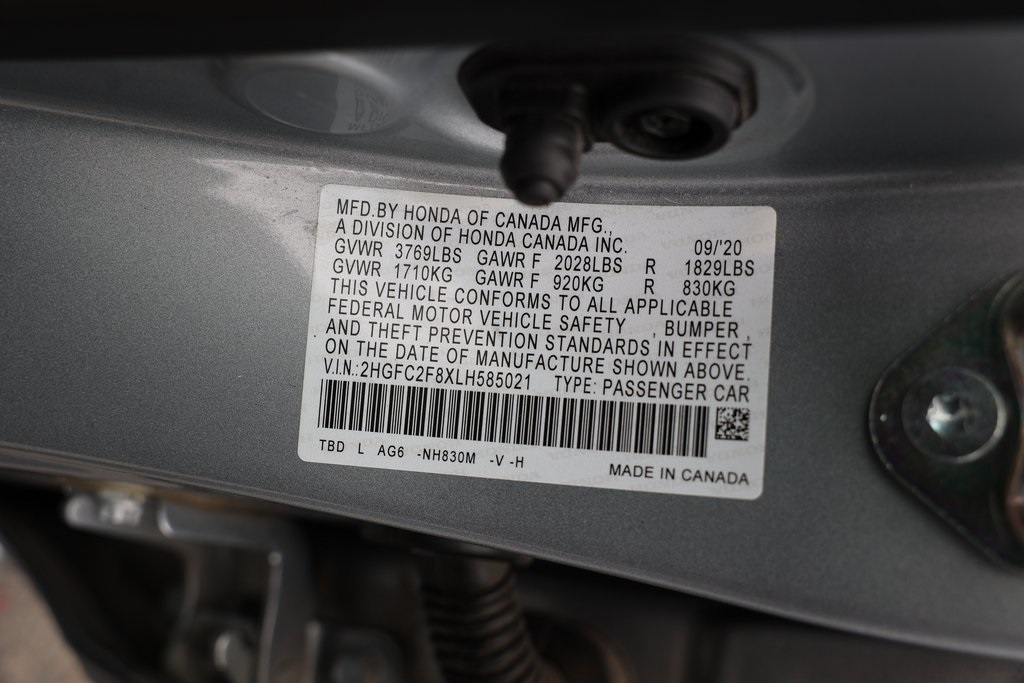 MFD.BY HONDA OF CANADA MFG.,
A DIVISION OF HONDA CANADA INC. 09/'20
GVWR 3769LBS GAWR F 2028LBS R 1829LBS
GVWR 1710KG GAWR F 920KG R 830KG
THIS VEHICLE CONFORMS TO ALL APPLICABLE
FEDERAL MOTOR VEHICLE SAFETY , BUMPER ,
AND THEFT PREVENTION STANDARDS IN EFFECT
ON THE DATE OF MANUFACTURE SHOWN ABOVE.
V.I.N.:2HGFC2F8XLH585021 TYPE: PASSENGER CAR
TBD L AG6 -NH830M -V -H
MADE IN CANADA